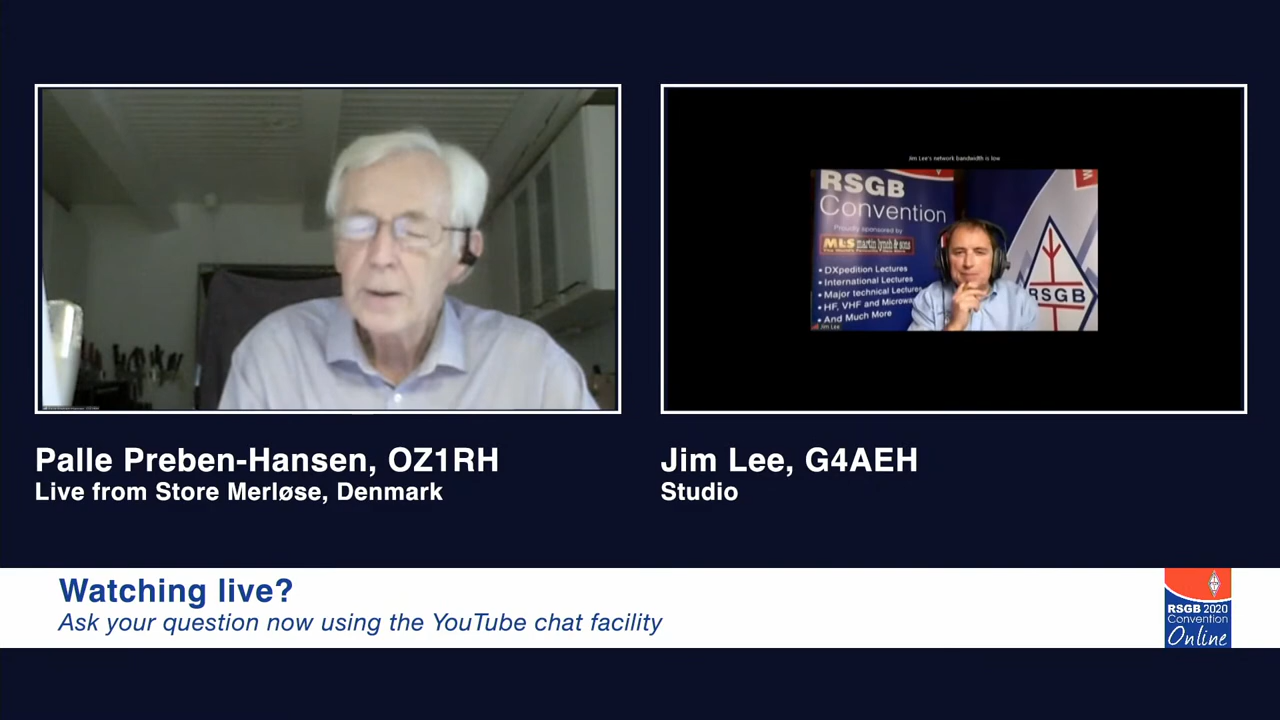 Jim Lee's network bandwidth is low
RSGB
Convention
Proudly sponsored by
MLS martin lynch & sons
• DXpedition Lectures
• International Lectures
• Major technical Lectures
• HF, VHF and Microwa
• And Much More
Jim Lee
RSGB
Palle Preben-Hansen, OZ1RH
Live from Store Merløse, Denmark
Jim Lee, G4AEH
Studio
Watching live?
Ask your question now using the YouTube chat facility
RSGB 2020
Convention
Online